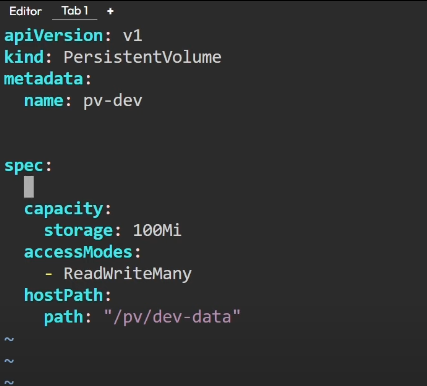 Editor Tab 1 +
apiVersion: v1
kind: PersistentVolume
metadata:
  name: pv-dev
spec:
  capacity:
    storage: 100Mi
  accessModes:
    - ReadWriteMany
  hostPath:
    path: "/pv/dev-data"
~
~
~